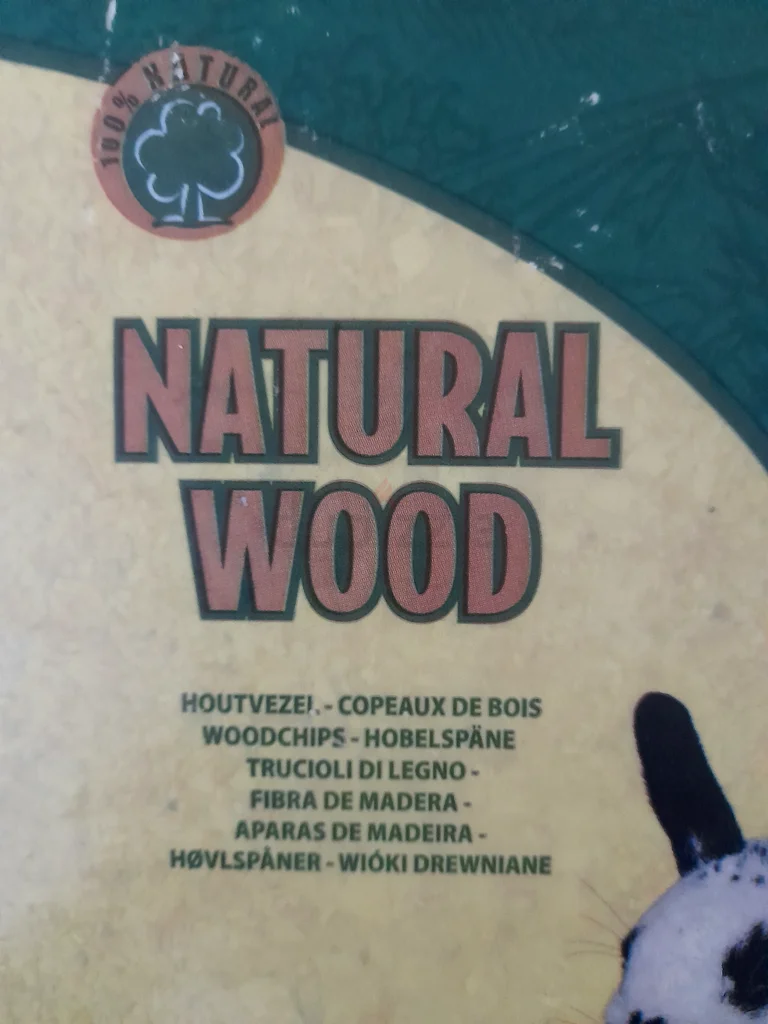 100% NATURAL
NATURAL
WOOD
HOUTVEZEL - COPEAUX DE BOIS
WOODCHIPS - HOBELSPÄNE
TRUCIOLI DI LEGNO -
FIBRA DE MADERA -
APARAS DE MADEIRA -
HØVLSPÅNER - WIÓKI DREWNIANE